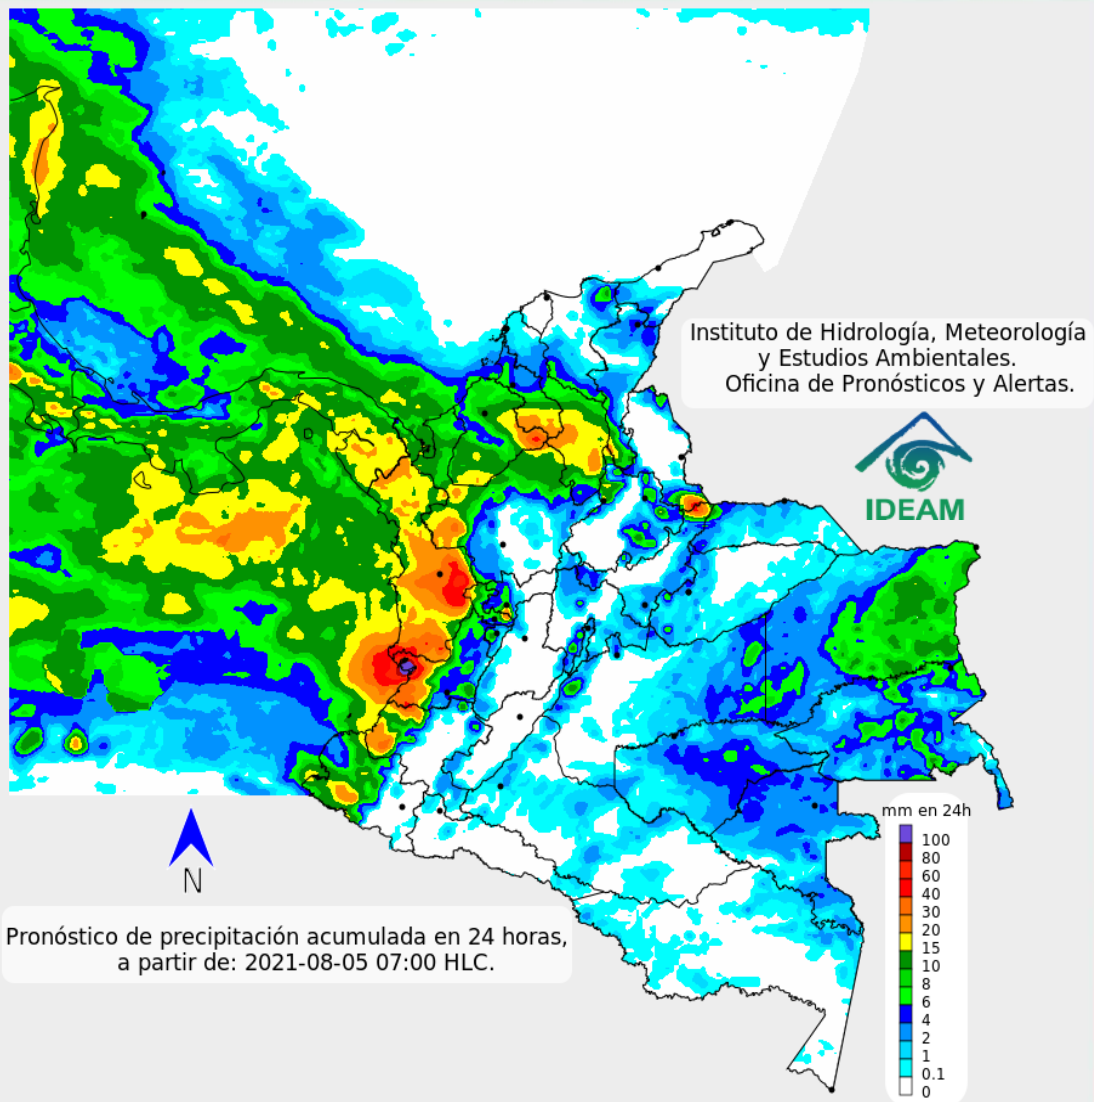 Instituto de Hidrología, Meteorología
y Estudios Ambientales.
Oficina de Pronósticos y Alertas.
IDEAM
mm en 24h
100
80
60
40
30
20
15
10
8
6
4
2
1
0.1
0
N
Pronóstico de precipitación acumulada en 24 horas,
a partir de: 2021-08-05 07:00 HLC.